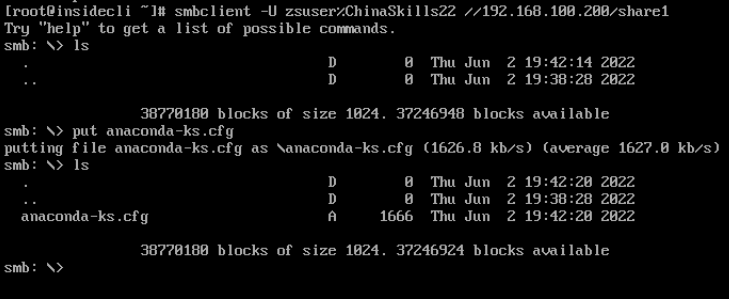 [root@insidecli ~]# smbclient -U zsuser%ChinaSkills22 //192.168.100.200/share1
Try "help" to get a list of possible commands.
smb: \> ls
  .                                   D        0  Thu Jun  2 19:42:14 2022
  ..                                  D        0  Thu Jun  2 19:38:28 2022

                38770180 blocks of size 1024. 37246948 blocks available
smb: \> put anaconda-ks.cfg
putting file anaconda-ks.cfg as \anaconda-ks.cfg (1626.8 kb/s) (average 1627.0 kb/s)
smb: \> ls
  .                                   D        0  Thu Jun  2 19:42:20 2022
  ..                                  D        0  Thu Jun  2 19:38:28 2022
  anaconda-ks.cfg                     A     1666  Thu Jun  2 19:42:20 2022

                38770180 blocks of size 1024. 37246924 blocks available
smb: \>